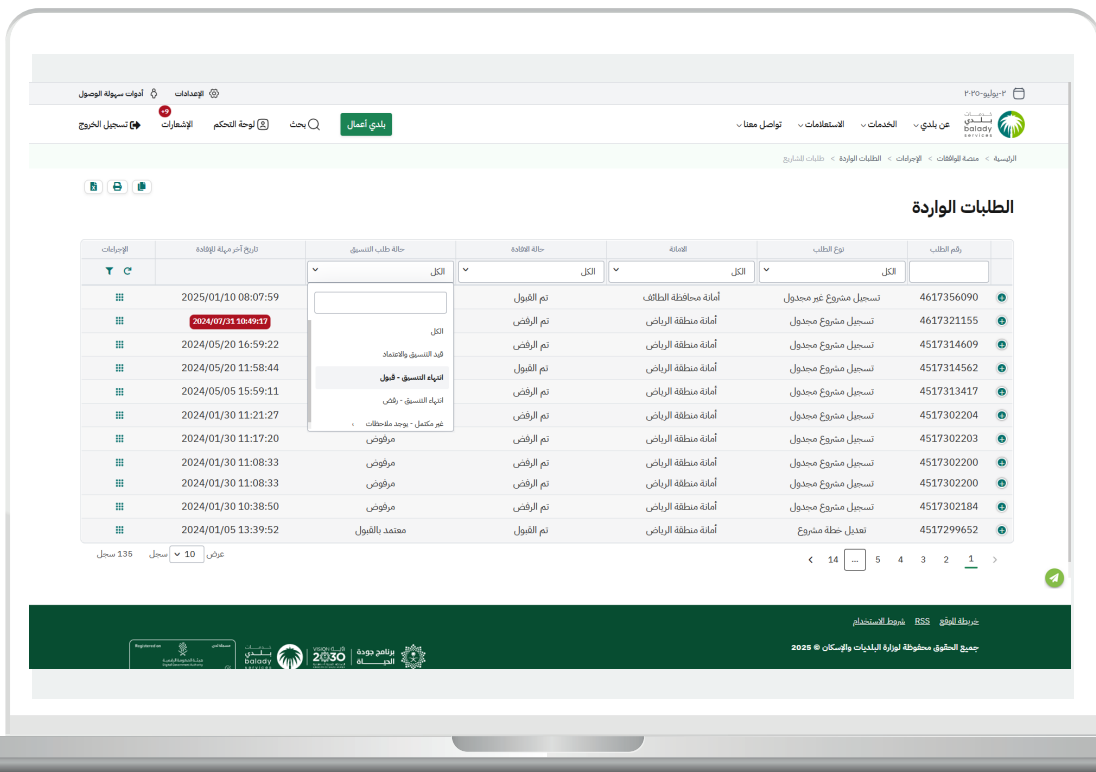 ٢-يوليو-٢٠٢٥
الإعدادات
أدوات سهولة الوصول
بلدي
balady
services
عن بلدي
الخدمات
الاستعلامات
تواصل معنا
بلدي أعمال
بحث
لوحة التحكم
الإشعارات
+9
تسجيل الخروج
الرئيسية > منصة الموافقات > الإجراءات > الطلبات الواردة > طلبات المشاريع
الطلبات الواردة
رقم الطلب نوع الطلب الامانة حالة الافادة حالة طلب التنسيق تاريخ آخر مهلة للإفادة الإجراءات
الكل الكل الكل الكل
4617356090 تسجيل مشروع غير مجدول أمانة محافظة الطائف تم القبول 2025/01/10 08:07:59
4617321155 تسجيل مشروع مجدول أمانة منطقة الرياض تم الرفض 2024/07/31 10:49:17
4517314609 تسجيل مشروع مجدول أمانة منطقة الرياض تم الرفض 2024/05/20 16:59:22
4517314562 تسجيل مشروع مجدول أمانة منطقة الرياض تم القبول 2024/05/20 11:58:44
4517313417 تسجيل مشروع مجدول أمانة منطقة الرياض تم الرفض 2024/05/05 15:59:11
4517302204 تسجيل مشروع مجدول أمانة منطقة الرياض تم الرفض 2024/01/30 11:21:27
4517302203 تسجيل مشروع مجدول أمانة منطقة الرياض تم الرفض مرفوض 2024/01/30 11:17:20
4517302200 تسجيل مشروع مجدول أمانة منطقة الرياض تم الرفض مرفوض 2024/01/30 11:08:33
4517302200 تسجيل مشروع مجدول أمانة منطقة الرياض تم الرفض مرفوض 2024/01/30 11:08:33
4517302184 تسجيل مشروع مجدول أمانة منطقة الرياض تم الرفض مرفوض 2024/01/30 10:38:50
4517299652 تعديل خطة مشروع أمانة منطقة الرياض تم القبول معتمد بالقبول 2024/01/05 13:39:52
الكل
قيد التنسيق والاعتماد
انتهاء التنسيق - قبول
انتهاء التنسيق - رفض
غير مكتمل - يوجد ملاحظات
1 2 3 4 5 ... 14
عرض 10 سجل 135 سجل
خريطة الموقع RSS شروط الاستخدام
جميع الحقوق محفوظة لوزارة البلديات والإسكان © 2025
برنامج جودة
الحيـــاة
VISION رؤيــة
2030
بلدي
balady
services
Registered on